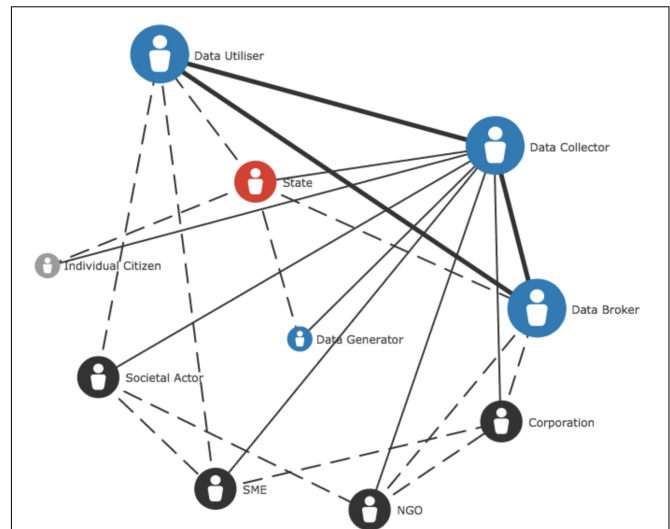 Data Utiliser
Data Collector
State
Individual Citizen
Data Broker
Data Generator
Societal Actor
Corporation
SME
NGO